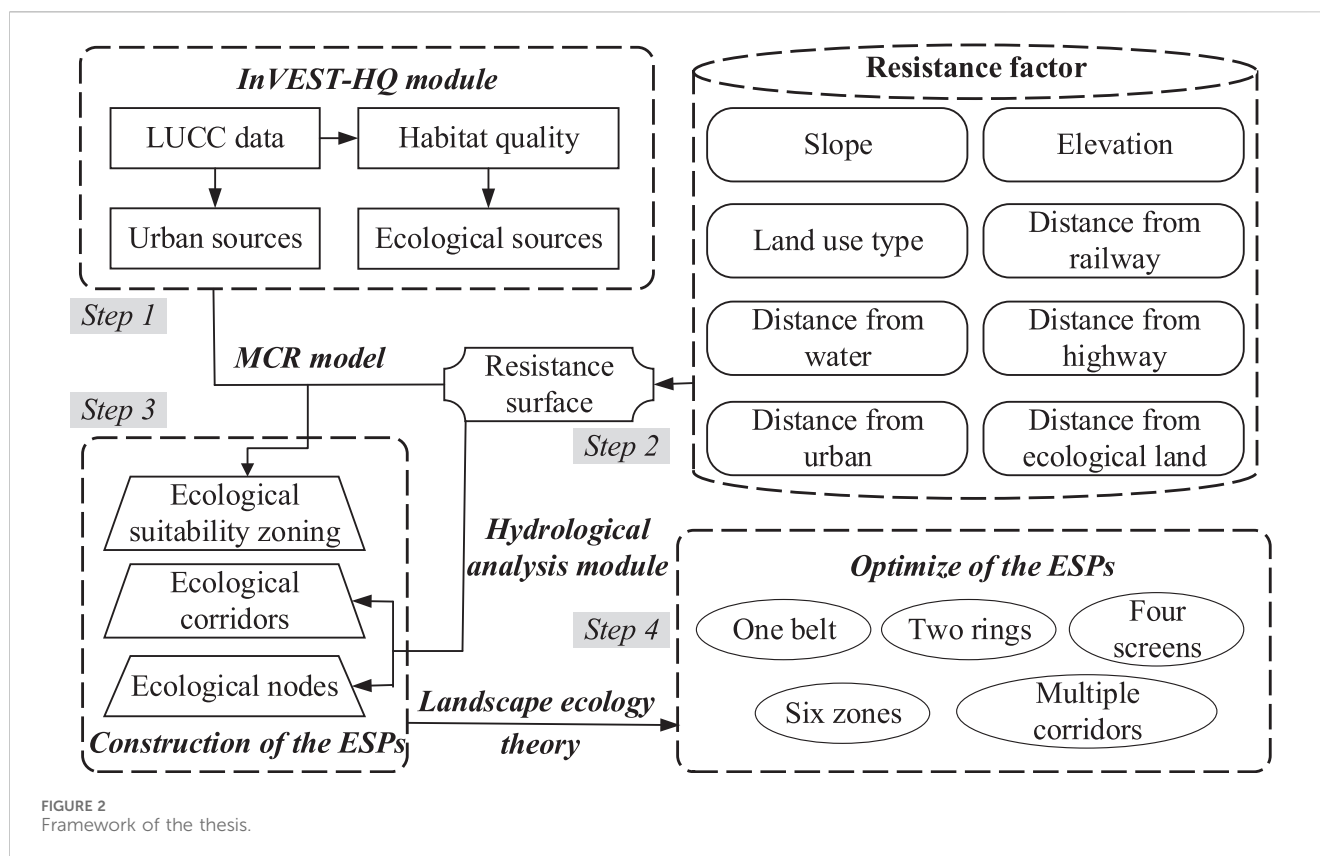 InVEST-HQ module
LUCC data
Habitat quality
Urban sources
Ecological sources
Step 1
Resistance factor
Slope
Elevation
Land use type
Distance from
railway
Distance from
water
Distance from
highway
Distance from
urban
Distance from
ecological land
MCR model
Resistance
surface
Step 2
Step 3
Ecological
suitability zoning
Ecological
corridors
Ecological nodes
Construction of the ESPs
Hydrological
analysis module
Landscape ecology
theory
Step 4
Optimize of the ESPs
One belt
Two rings
Four
screens
Six zones
Multiple
corridors
FIGURE 2
Framework of the thesis.